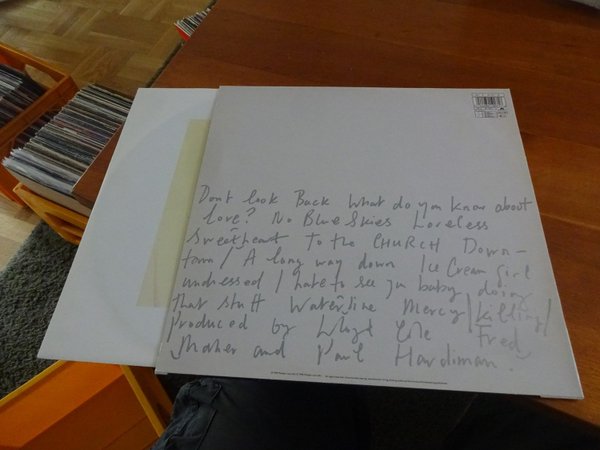 Don't look Back What do you know about
love? No Blue Skies Loveless
Sweetheart To the CHURCH Down-
town / A long way down Ice Cream girl
undressed I hate to see you baby doing
that stuff Waterline Mercy / killing /
Produced by Lloyd Cole Fred
Maher and Paul Hardiman.